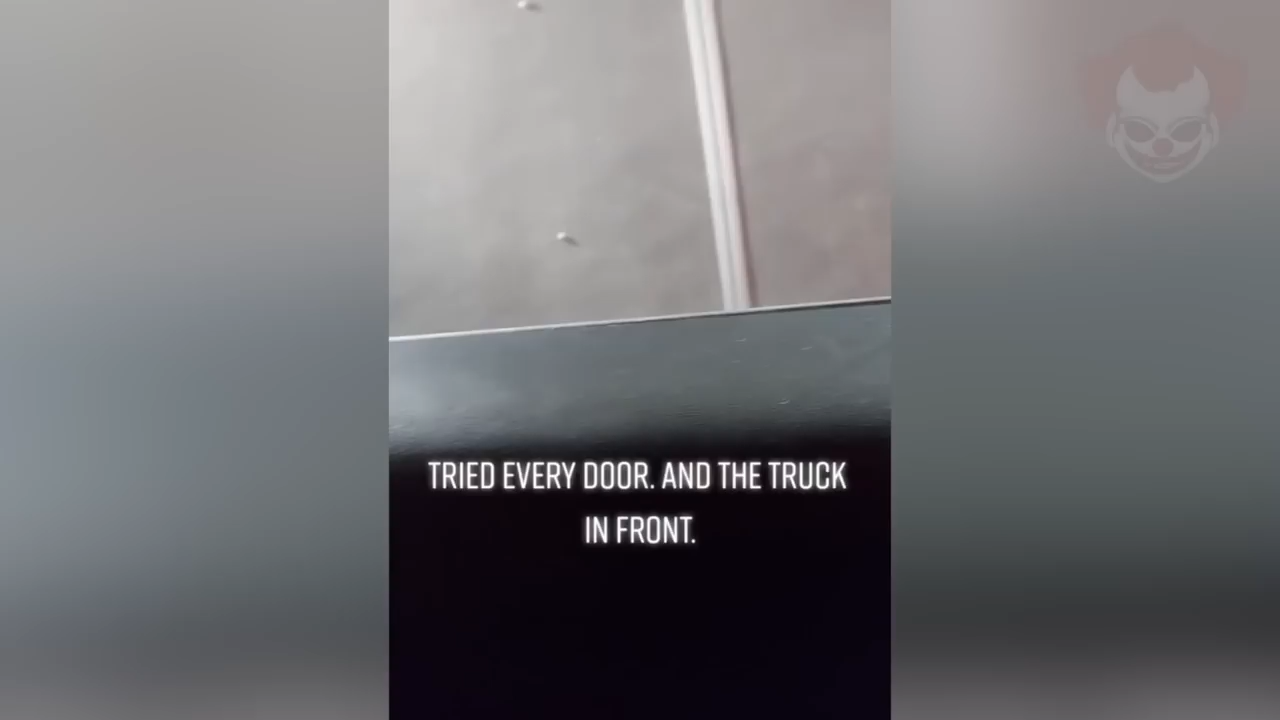 TRIED EVERY DOOR. AND THE TRUCK
IN FRONT.